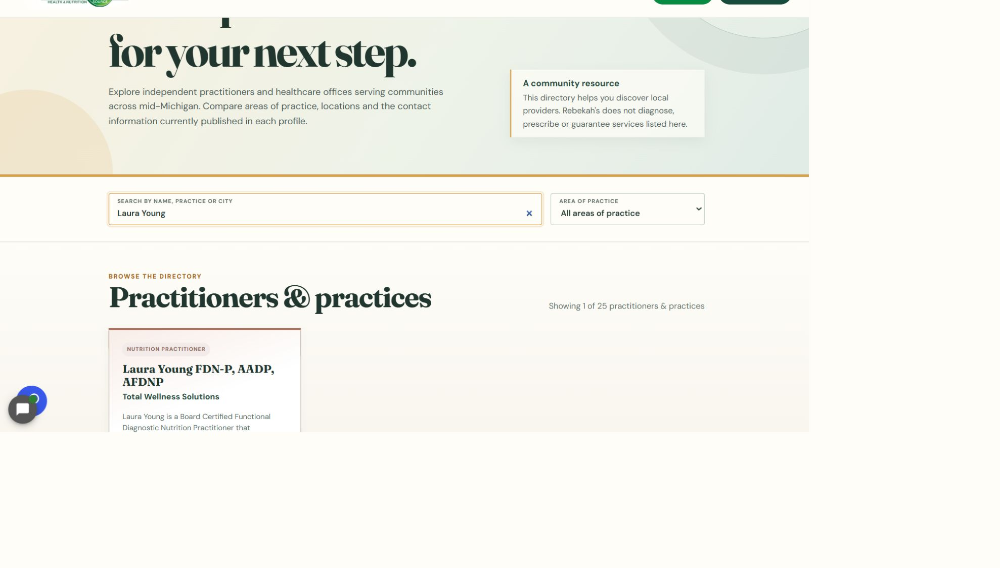 HEALTH & NUTRITION
SOURCE
for your next step.
Explore independent practitioners and healthcare offices serving communities
across mid-Michigan. Compare areas of practice, locations and the contact
information currently published in each profile.
A community resource
This directory helps you discover local
providers. Rebekah's does not diagnose,
prescribe or guarantee services listed here.
SEARCH BY NAME, PRACTICE OR CITY
Laura Young
AREA OF PRACTICE
All areas of practice
BROWSE THE DIRECTORY
Practitioners & practices
Showing 1 of 25 practitioners & practices
NUTRITION PRACTITIONER
Laura Young FDN-P, AADP,
AFDNP
Total Wellness Solutions
Laura Young is a Board Certified Functional
Diagnostic Nutrition Practitioner that